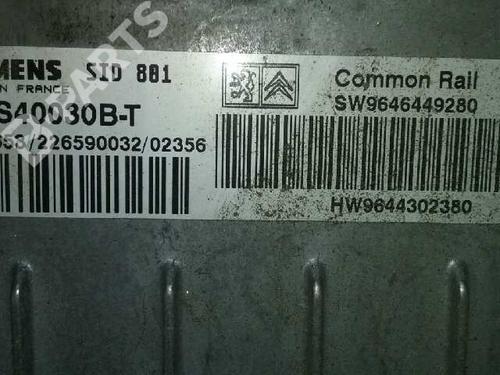 MENS SID 801
N FRANCE
S40030B-T
/226590032/02356
Common Rail
SW9646449280
HW9644302380
PARTS